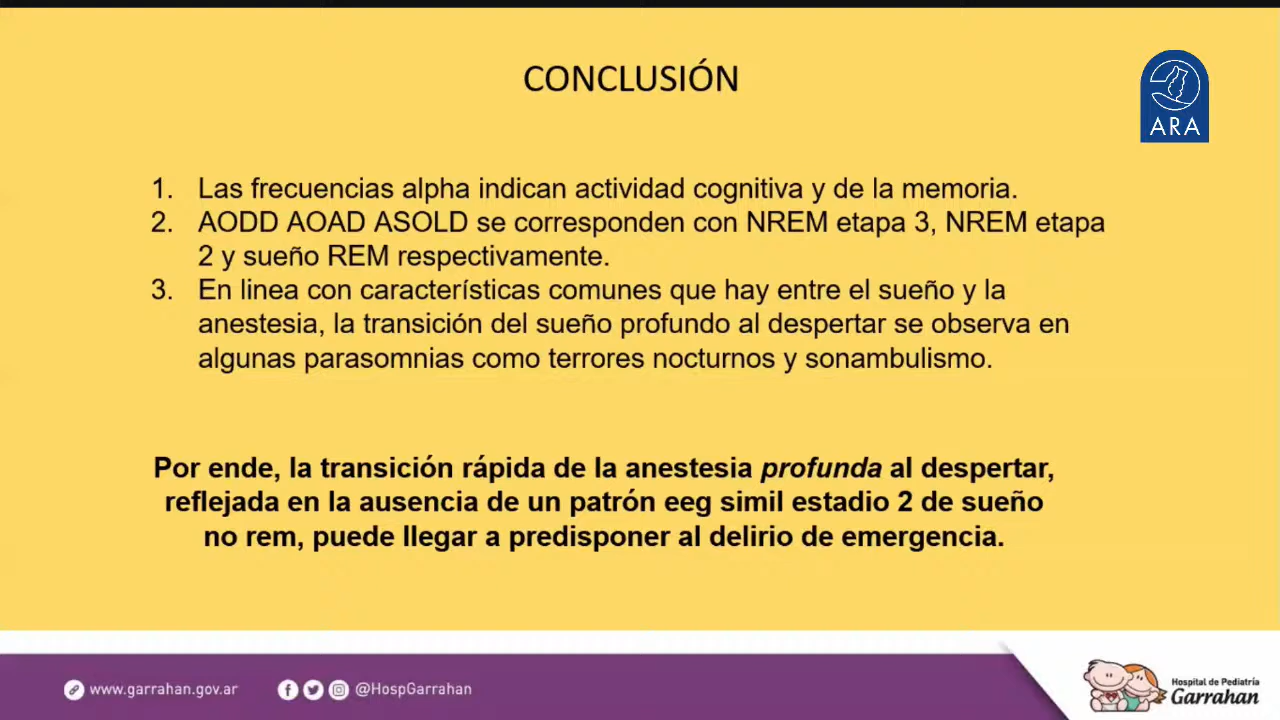 CONCLUSIÓN
ARA
1. Las frecuencias alpha indican actividad cognitiva y de la memoria.
2. AODD AOAD ASOLD se corresponden con NREM etapa 3, NREM etapa
2 y sueño REM respectivamente.
3. En linea con características comunes que hay entre el sueño y la
anestesia, la transición del sueño profundo al despertar se observa en
algunas parasomnias como terrores nocturnos y sonambulismo.
Por ende, la transición rápida de la anestesia profunda al despertar,
reflejada en la ausencia de un patrón eeg simil estadio 2 de sueño
no rem, puede llegar a predisponer al delirio de emergencia.
www.garrahan.gov.ar
@HospGarrahan
Hospital de Pediatría
Garrahan